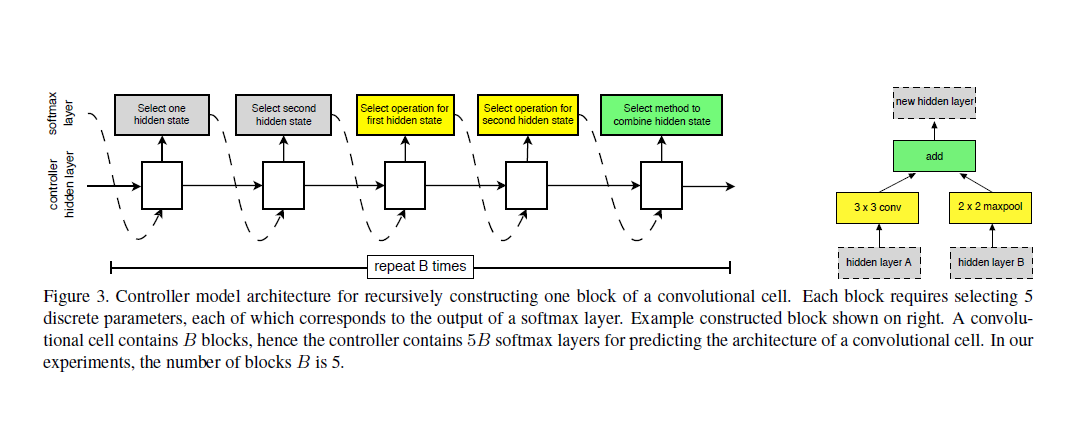 softmax
layer
controller
hidden layer
Select one
hidden state
Select second
hidden state
Select operation for
first hidden state
Select operation for
second hidden state
Select method to
combine hidden state
repeat B times
new hidden layer
add
3 x 3 conv
2 x 2 maxpool
hidden layer A
hidden layer B
Figure 3. Controller model architecture for recursively constructing one block of a convolutional cell. Each block requires selecting 5
discrete parameters, each of which corresponds to the output of a softmax layer. Example constructed block shown on right. A convolu-
tional cell contains B blocks, hence the controller contains 5B softmax layers for predicting the architecture of a convolutional cell. In our
experiments, the number of blocks B is 5.